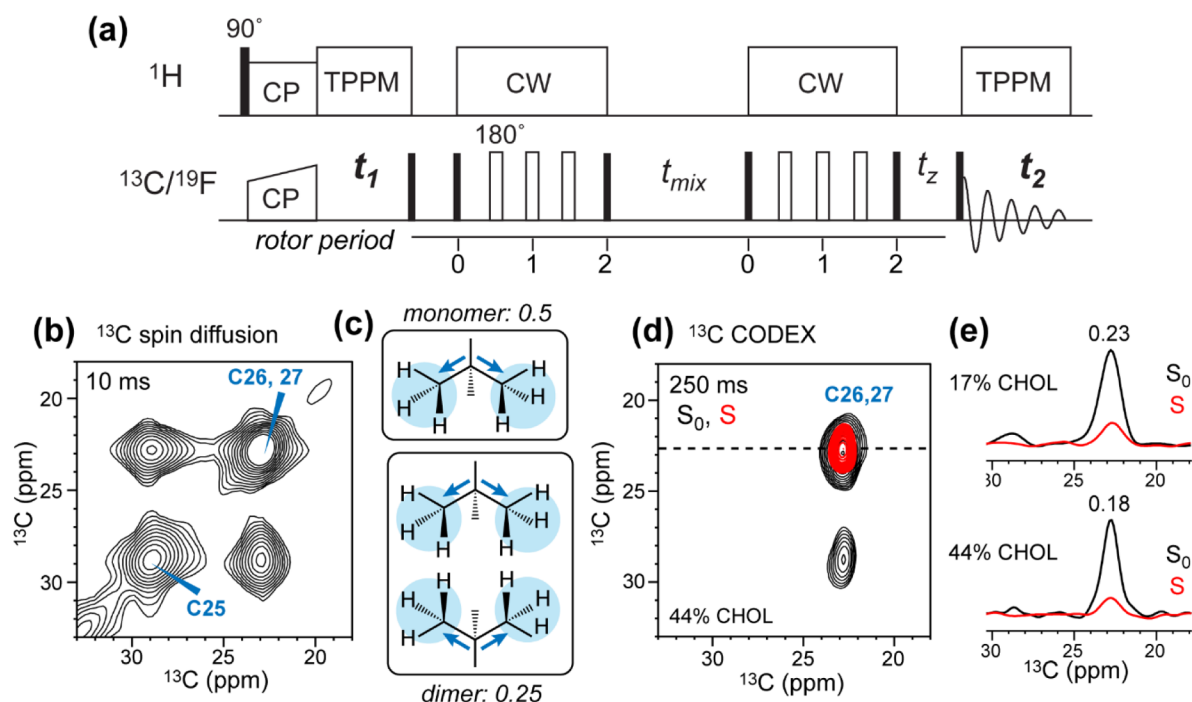 (a)
90°
¹H
CP
TPPM
CW
CW
TPPM
180°
¹³C/¹⁹F
CP
t₁
t_mix
t_z
t₂
rotor period
0 1 2 0 1 2
(b) ¹³C spin diffusion
10 ms
C26, 27
C25
20
25
30
¹³C (ppm)
30 25 20
¹³C (ppm)
(c)
monomer: 0.5
H H
H H
H H
H H
H H
H H
H H
H H
H H
dimer: 0.25
(d) ¹³C CODEX
250 ms
S₀, S
C26,27
44% CHOL
20
25
30
¹³C (ppm)
30 25 20
¹³C (ppm)
(e)
0.23
17% CHOL
S₀
S
30 25 20
0.18
44% CHOL
S₀
S
30 25 20
¹³C (ppm)